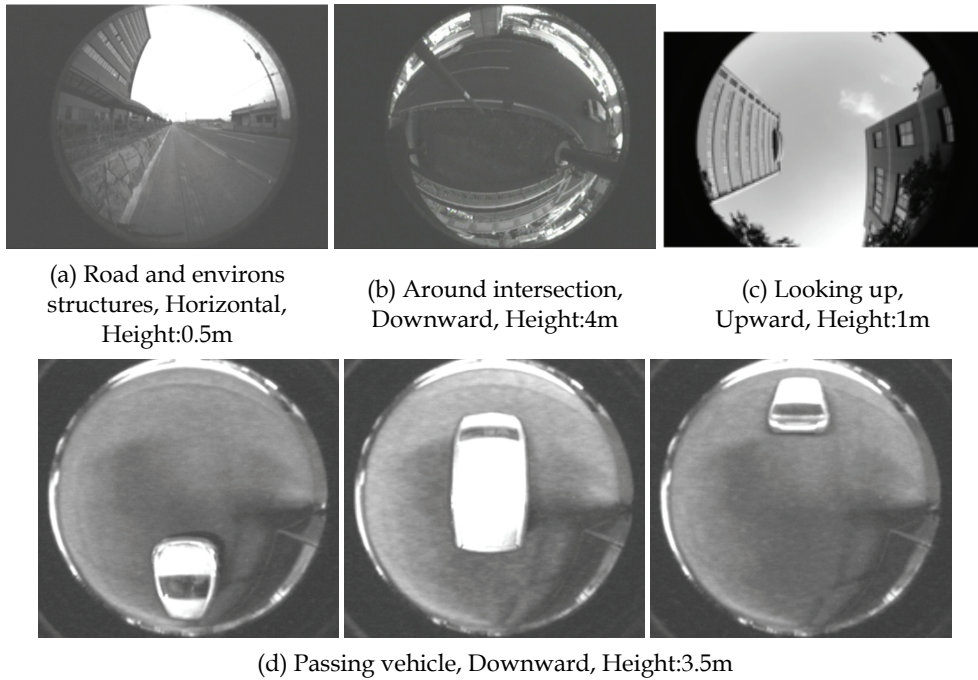 (a) Road and environs
structures, Horizontal,
Height:0.5m
(b) Around intersection,
Downward, Height:4m
(c) Looking up,
Upward, Height:1m
(d) Passing vehicle, Downward, Height:3.5m